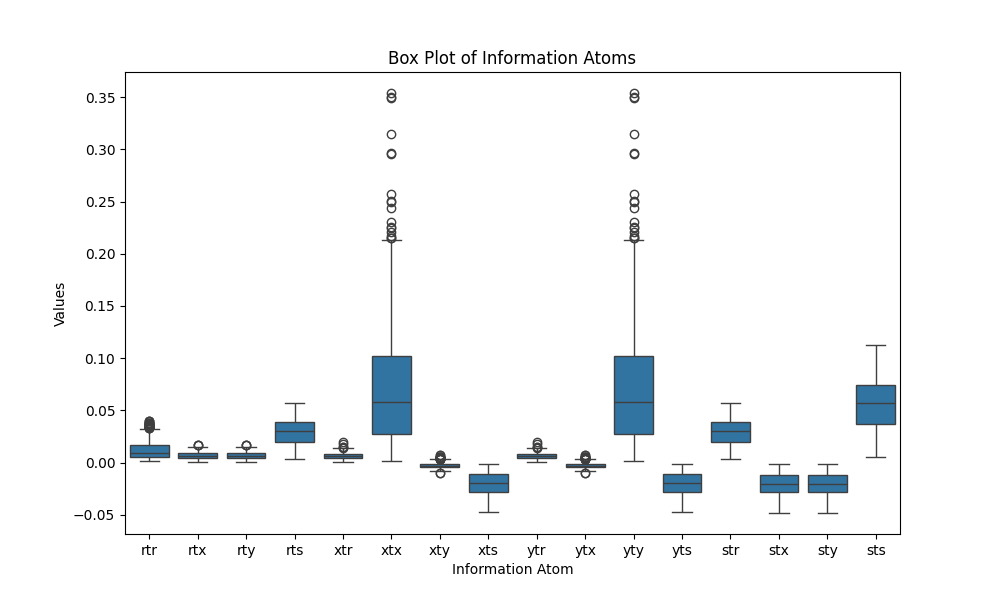 Box Plot of Information Atoms
Values
0.35
0.30
0.25
0.20
0.15
0.10
0.05
0.00
−0.05
rtr rtx rty rts xtr xtx xty xts ytr ytx yty yts str stx sty sts
Information Atom